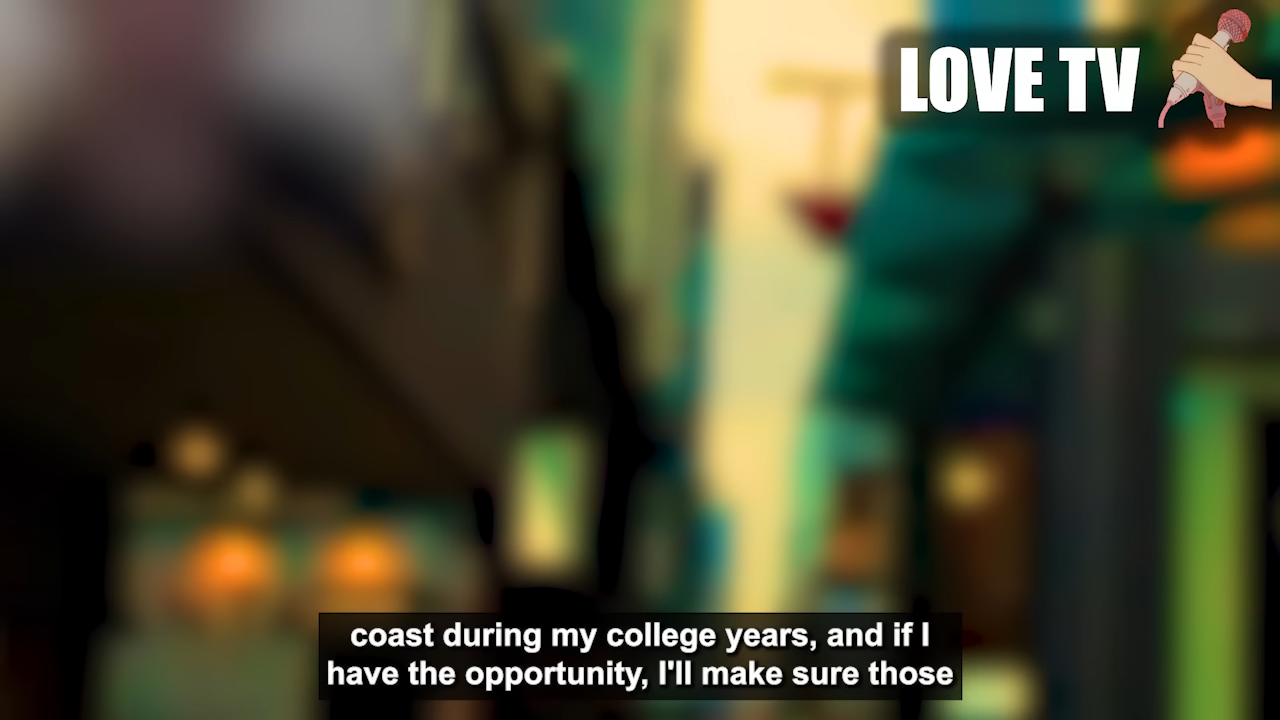 LOVE TV
coast during my college years, and if I
have the opportunity, I'll make sure those